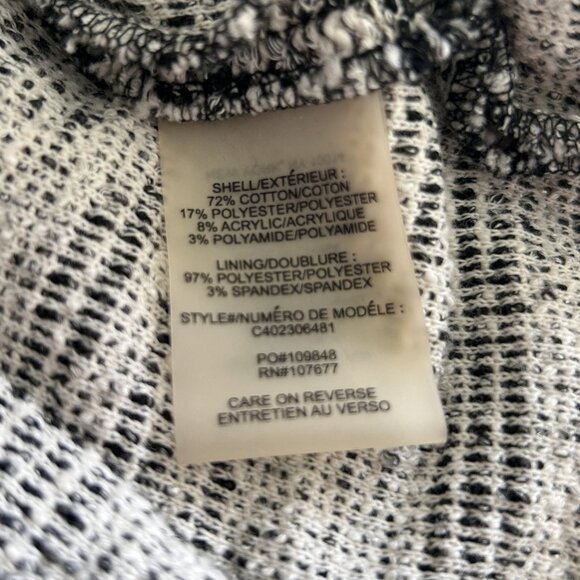 SHELL/EXTÉRIEUR :
72% COTTON/COTON
17% POLYESTER/POLYESTER
8% ACRYLIC/ACRYLIQUE
3% POLYAMIDE/POLYAMIDE
LINING/DOUBLURE :
97% POLYESTER/POLYESTER
3% SPANDEX/SPANDEX
STYLE#/NUMÉRO DE MODÉLE :
C402306481
PO#109848
RN#107677
CARE ON REVERSE
ENTRETIEN AU VERSO